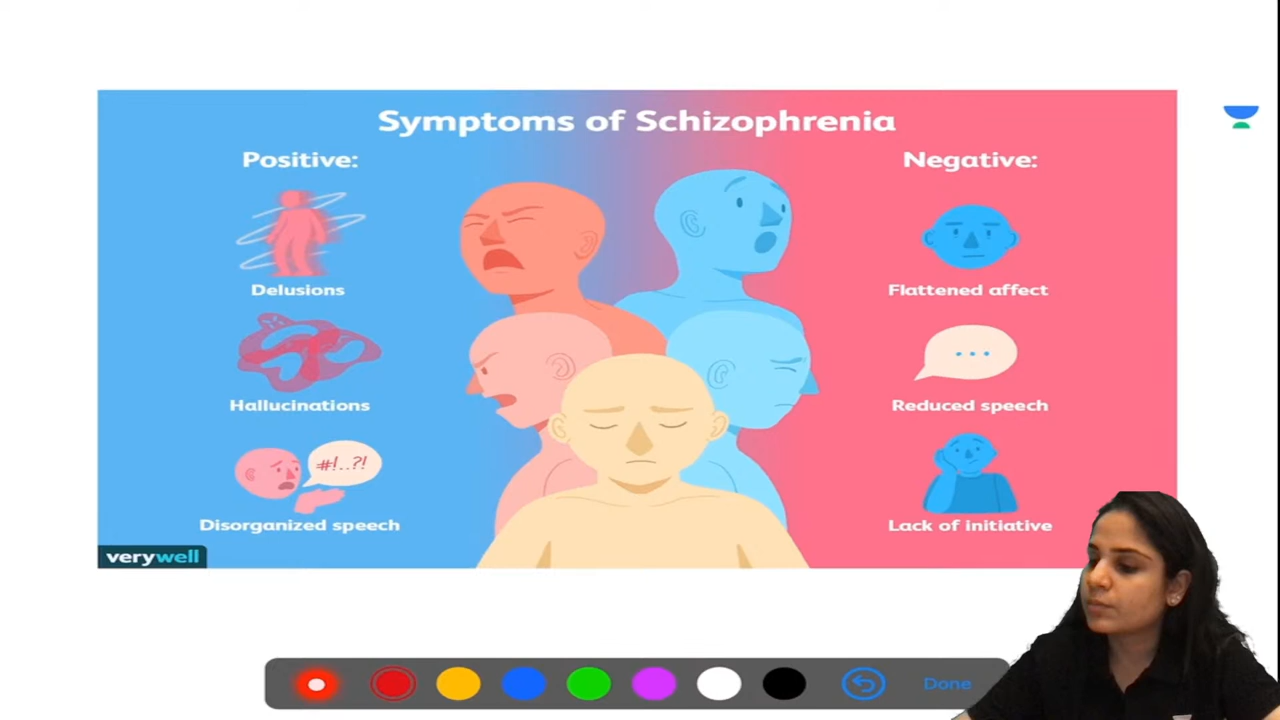 Symptoms of Schizophrenia
Positive:
Delusions
Hallucinations
#!..?!
Disorganized speech
Negative:
Flattened affect
Reduced speech
Lack of initiative
verywell
Done